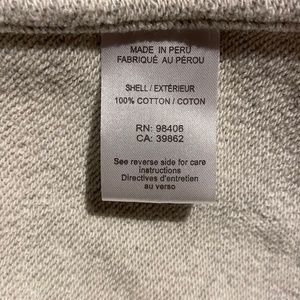 MADE IN PERU
FABRIQUÉ AU PÉROU
SHELL / EXTÉRIEUR
100% COTTON / COTON
RN: 98408
CA: 39862
See reverse side for care
instructions
Directives d'entretien
au verso